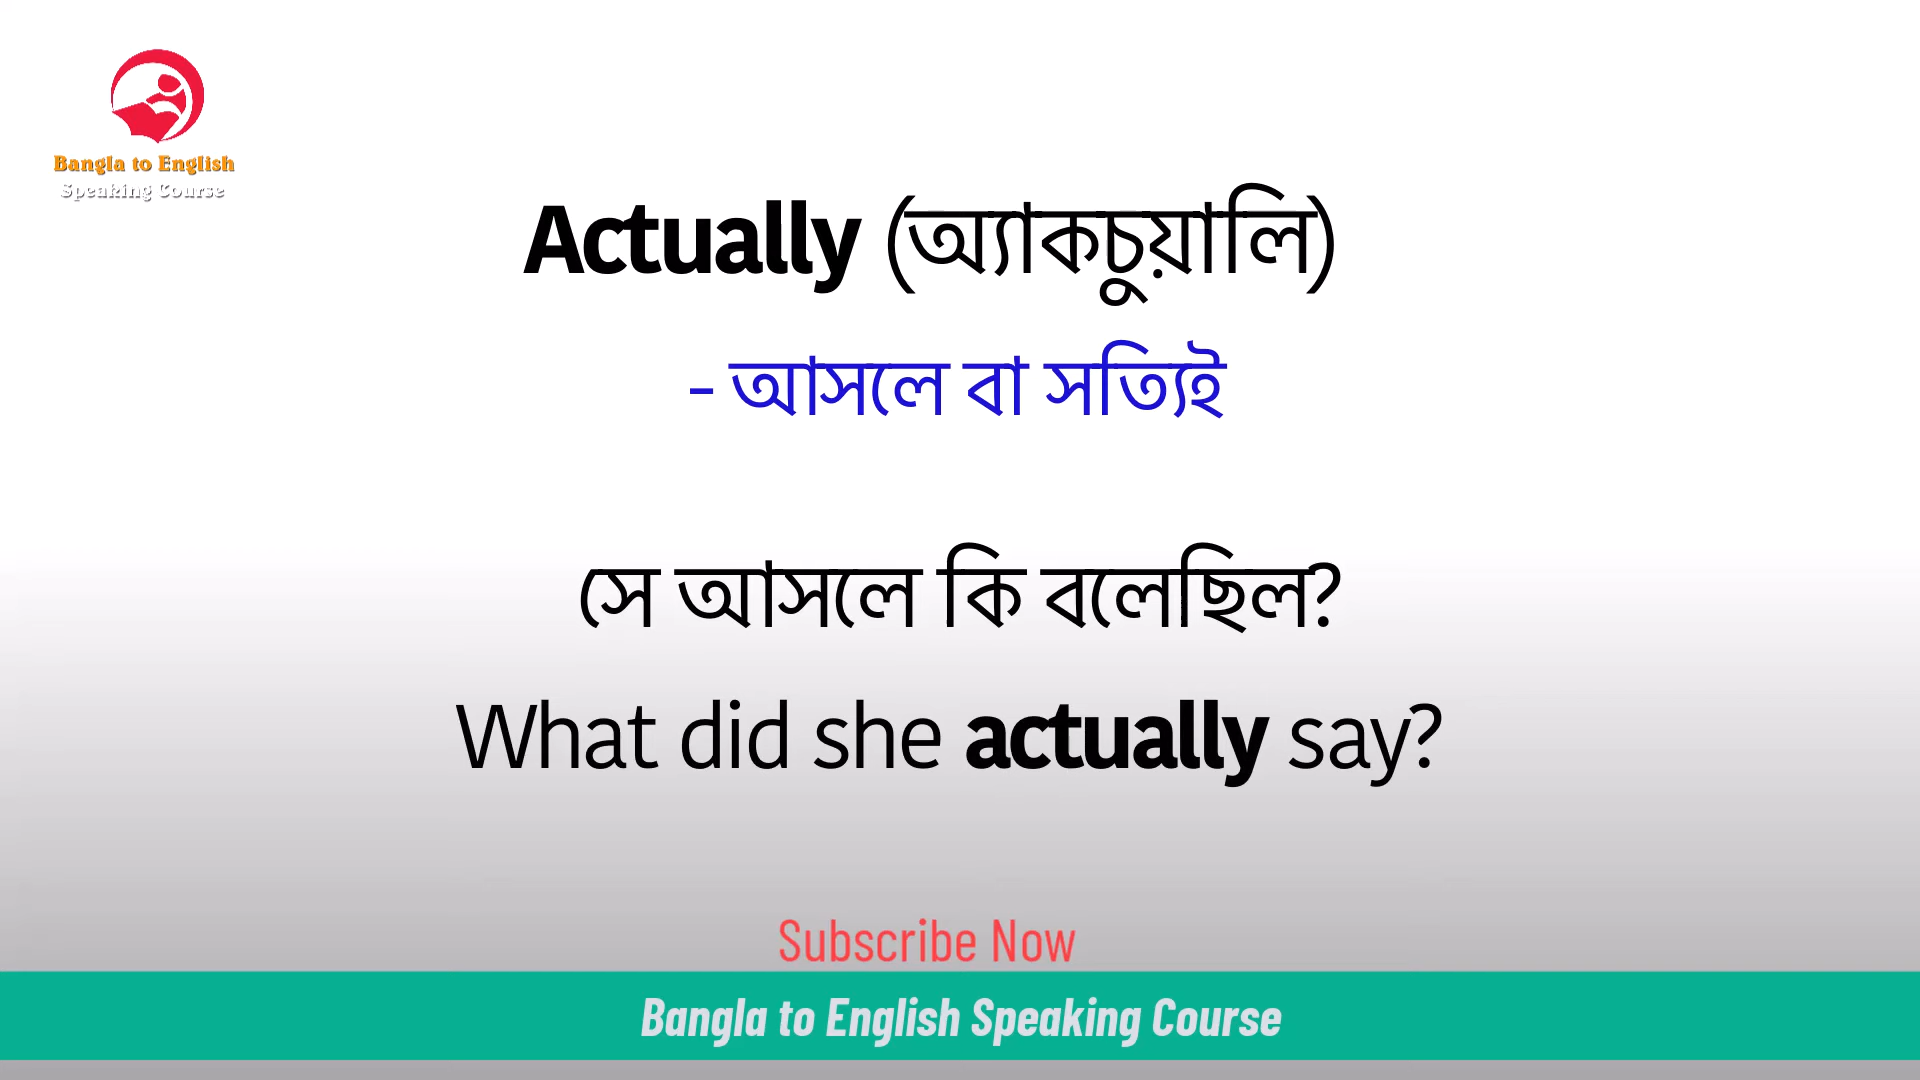 Bangla to English
Speaking Course
Actually (অ্যাকচুয়ালি)
- আসলে বা সত্যিই
সে আসলে কি বলেছিল?
What did she actually say?
Subscribe Now
Bangla to English Speaking Course